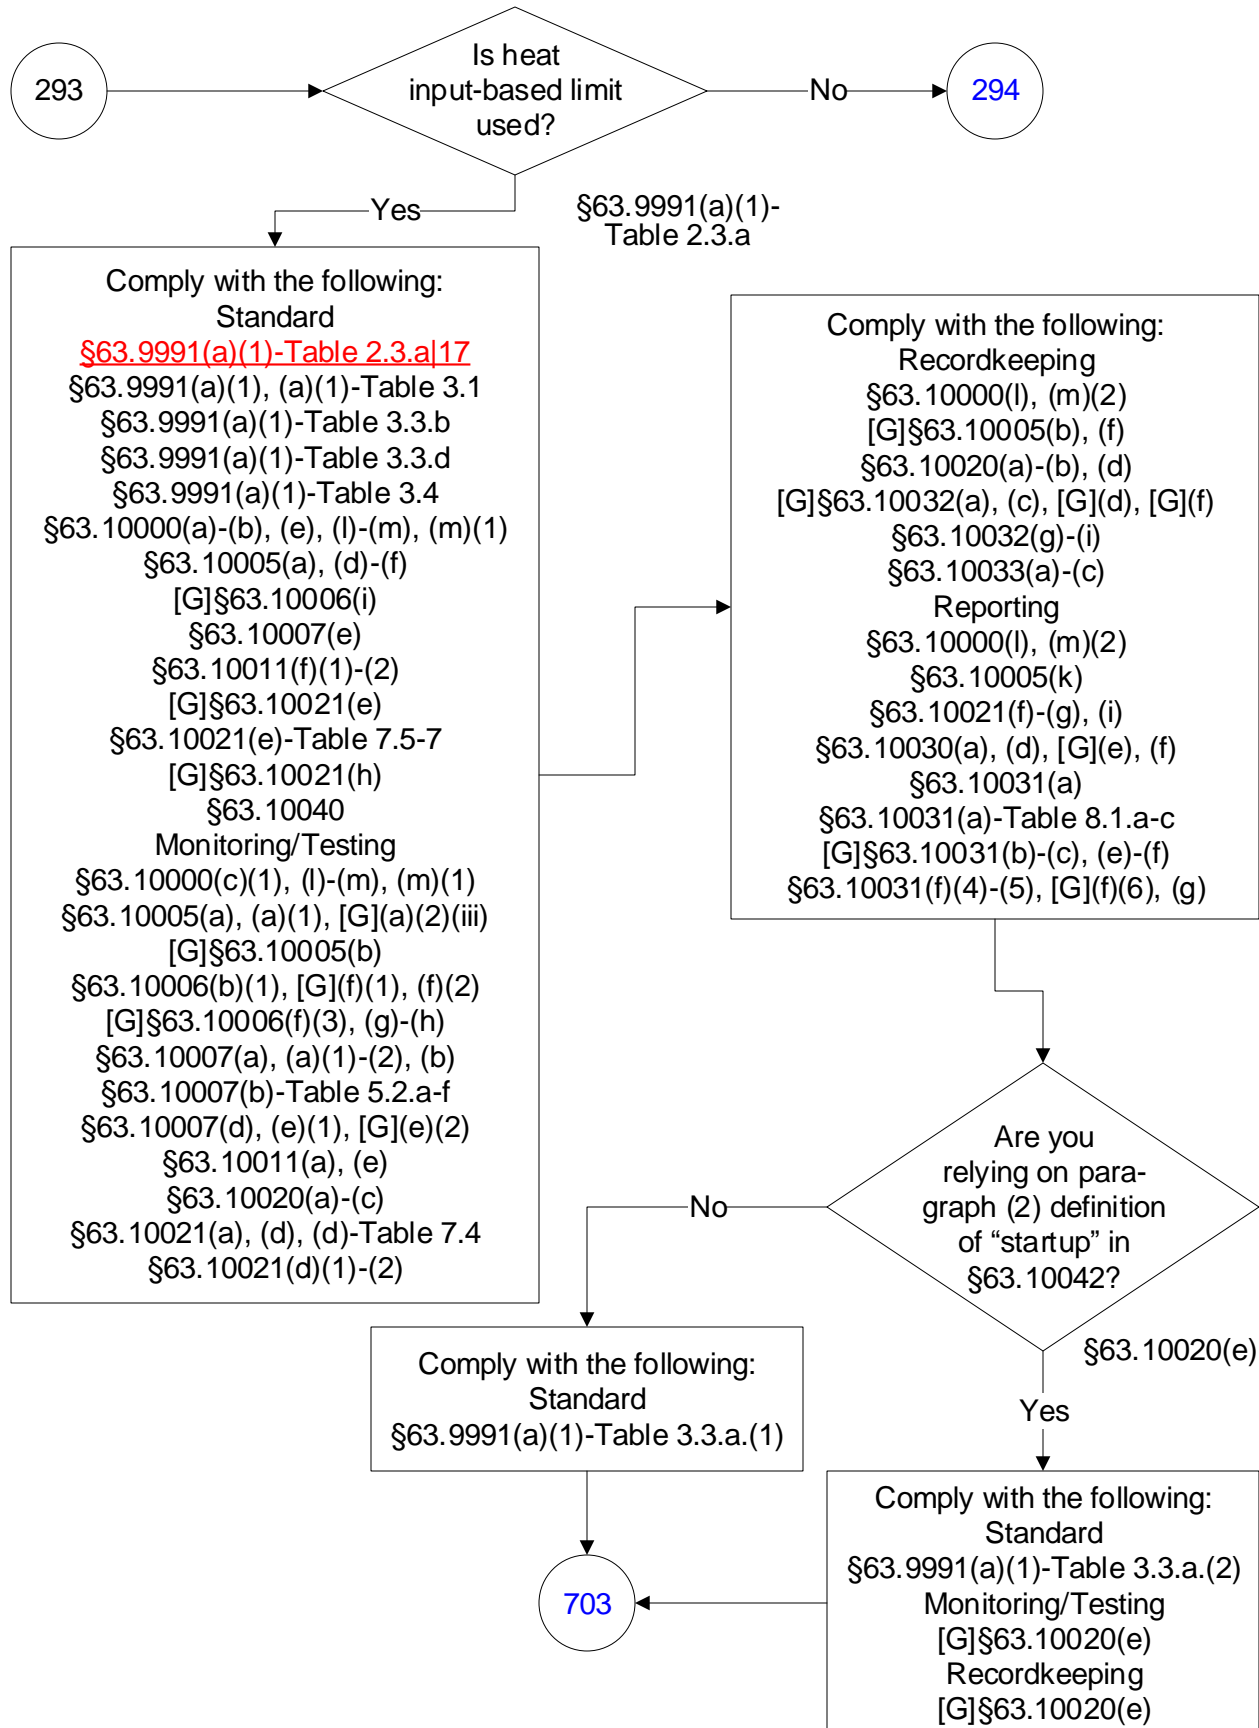 293
Is heat
input-based limit
used?
No
294
Yes
§63.9991(a)(1)-
Table 2.3.a
Comply with the following:
Standard
§63.9991(a)(1)-Table 2.3.a|17
§63.9991(a)(1), (a)(1)-Table 3.1
§63.9991(a)(1)-Table 3.3.b
§63.9991(a)(1)-Table 3.3.d
§63.9991(a)(1)-Table 3.4
§63.10000(a)-(b), (e), (l)-(m), (m)(1)
§63.10005(a), (d)-(f)
[G]§63.10006(i)
§63.10007(e)
§63.10011(f)(1)-(2)
[G]§63.10021(e)
§63.10021(e)-Table 7.5-7
[G]§63.10021(h)
§63.10040
Monitoring/Testing
§63.10000(c)(1), (l)-(m), (m)(1)
§63.10005(a), (a)(1), [G](a)(2)(iii)
[G]§63.10005(b)
§63.10006(b)(1), [G](f)(1), (f)(2)
[G]§63.10006(f)(3), (g)-(h)
§63.10007(a), (a)(1)-(2), (b)
§63.10007(b)-Table 5.2.a-f
§63.10007(d), (e)(1), [G](e)(2)
§63.10011(a), (e)
§63.10020(a)-(c)
§63.10021(a), (d), (d)-Table 7.4
§63.10021(d)(1)-(2)
Comply with the following:
Recordkeeping
§63.10000(l), (m)(2)
[G]§63.10005(b), (f)
§63.10020(a)-(b), (d)
[G]§63.10032(a), (c), [G](d), [G](f)
§63.10032(g)-(i)
§63.10033(a)-(c)
Reporting
§63.10000(l), (m)(2)
§63.10005(k)
§63.10021(f)-(g), (i)
§63.10030(a), (d), [G](e), (f)
§63.10031(a)
§63.10031(a)-Table 8.1.a-c
[G]§63.10031(b)-(c), (e)-(f)
§63.10031(f)(4)-(5), [G](f)(6), (g)
Are you
relying on para-
graph (2) definition
of “startup” in
§63.10042?
No
§63.10020(e)
Yes
Comply with the following:
Standard
§63.9991(a)(1)-Table 3.3.a.(1)
703
Comply with the following:
Standard
§63.9991(a)(1)-Table 3.3.a.(2)
Monitoring/Testing
[G]§63.10020(e)
Recordkeeping
[G]§63.10020(e)